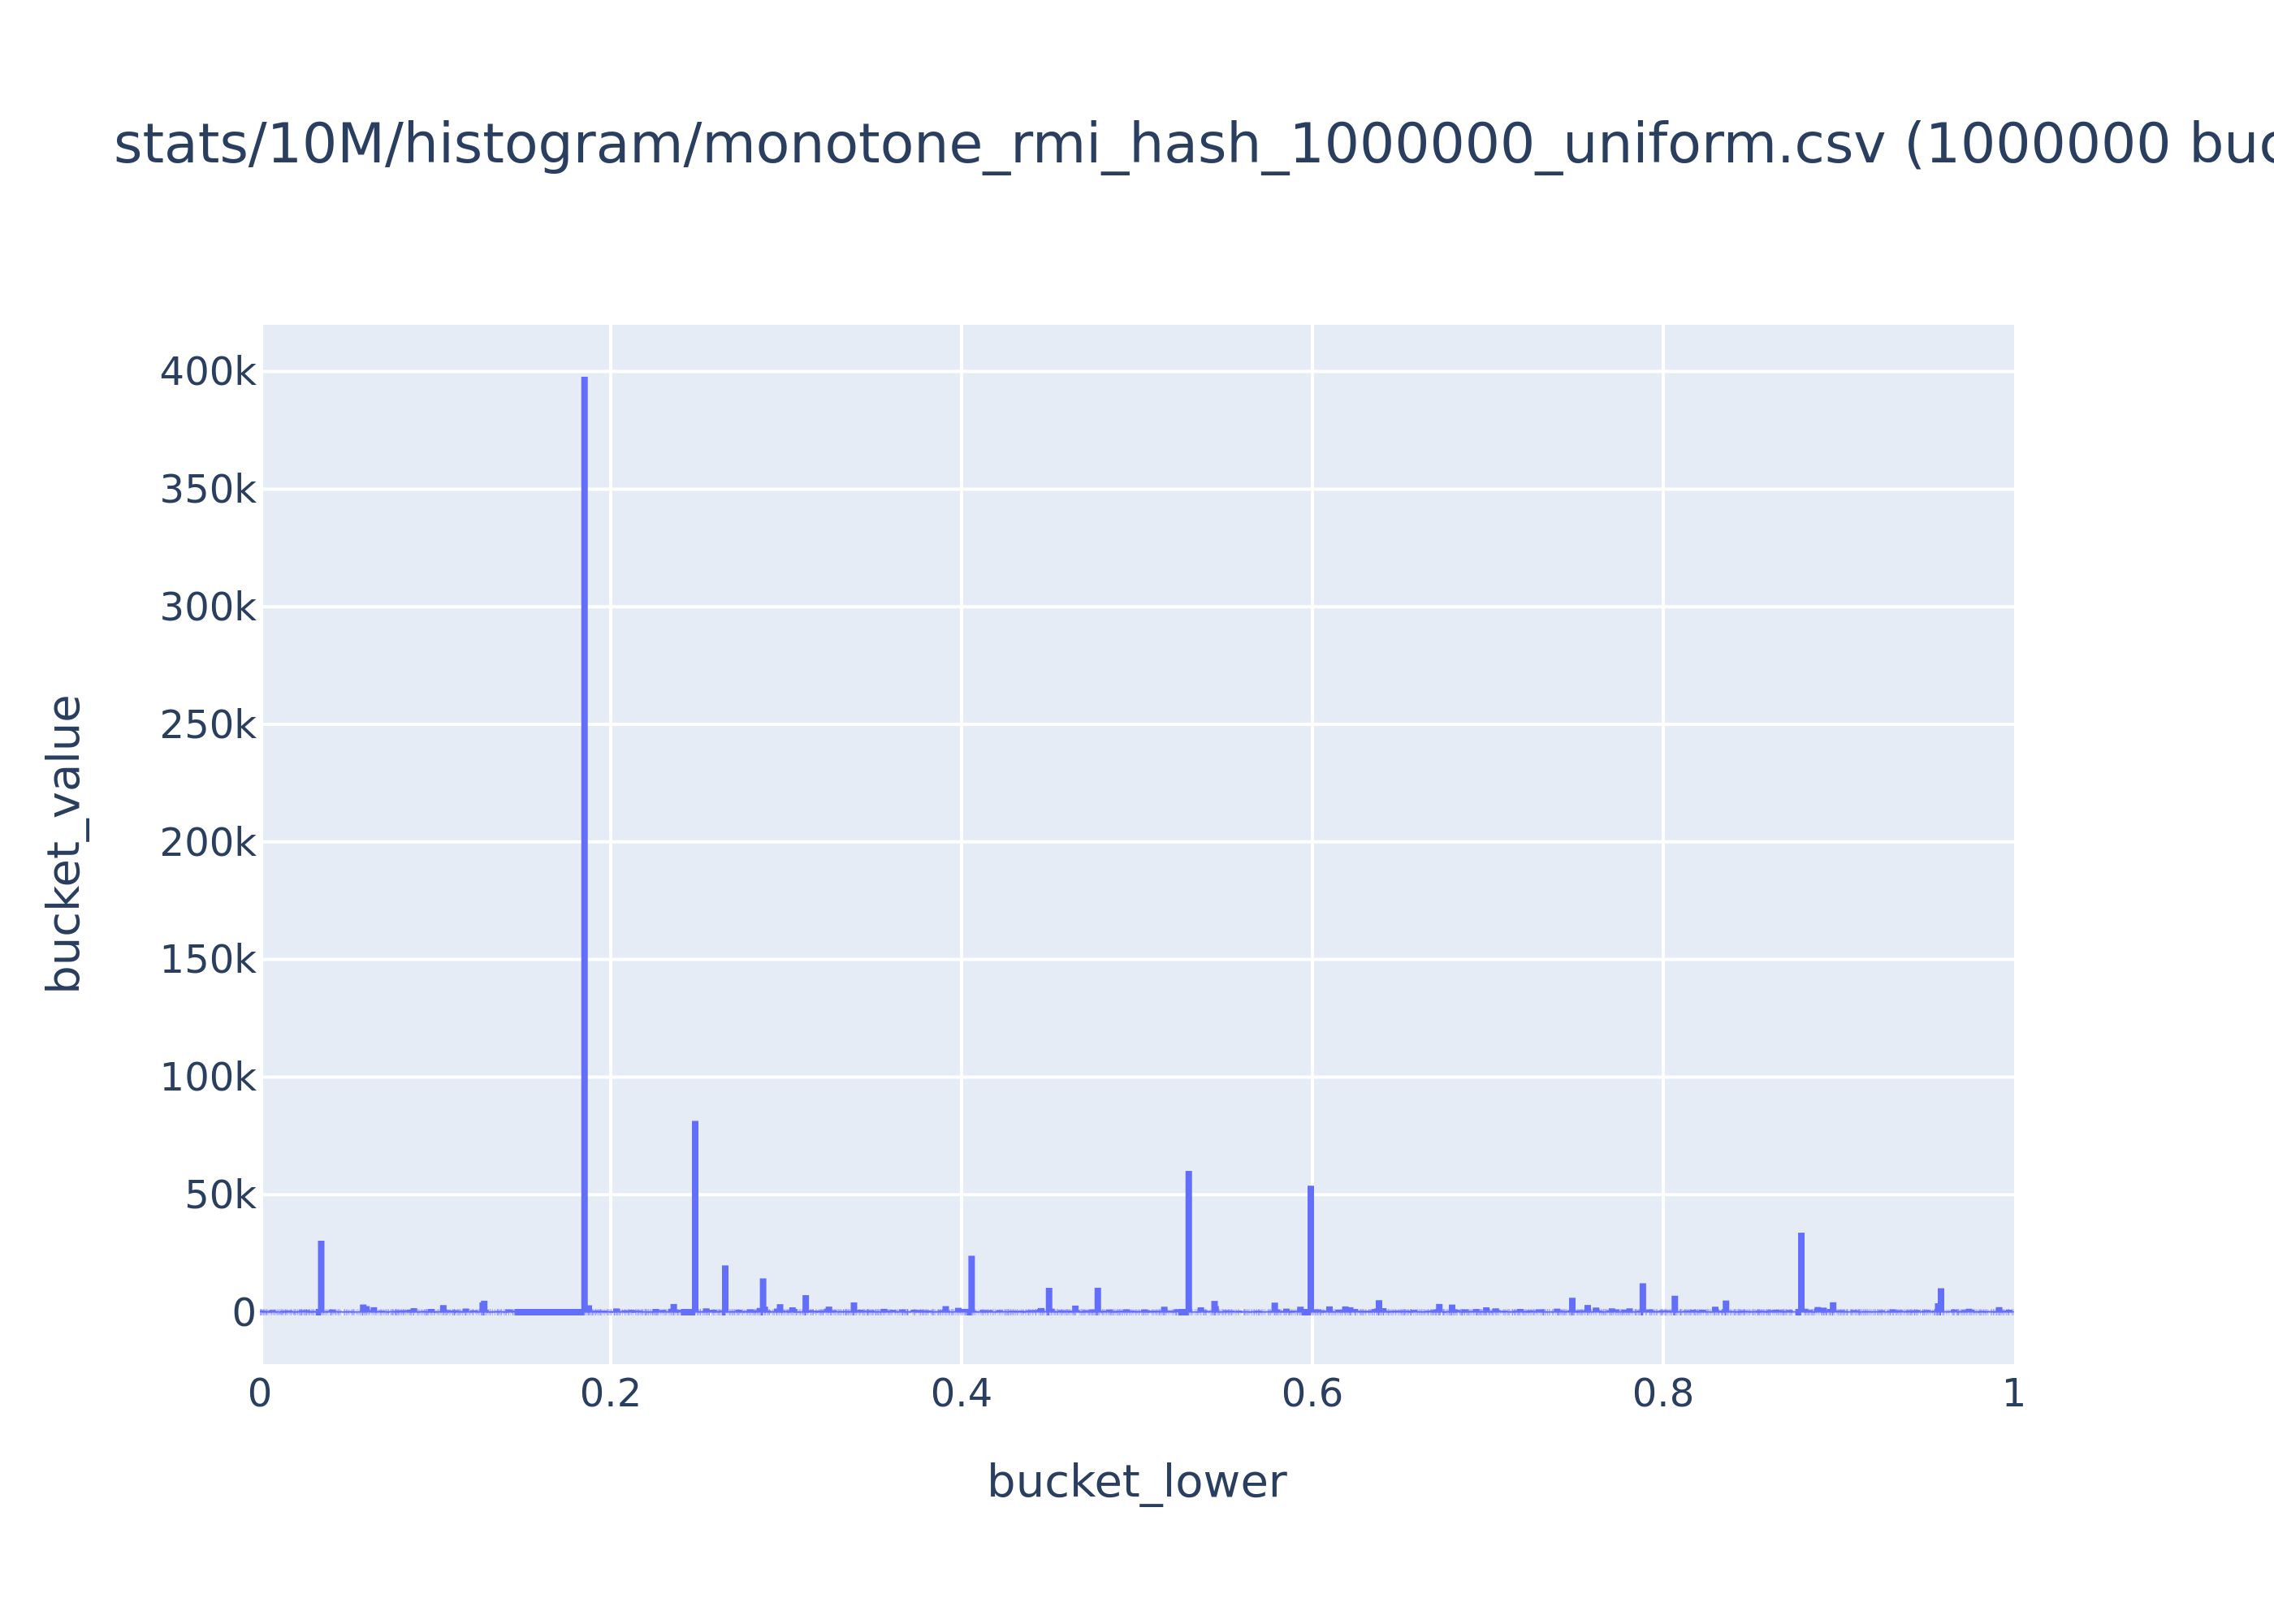 stats/10M/histogram/monotone_rmi_hash_1000000_uniform.csv (1000000
bucket_value
400k
350k
300k
250k
200k
150k
100k
50k
0
0 0.2 0.4 0.6 0.8 1
bucket_lower